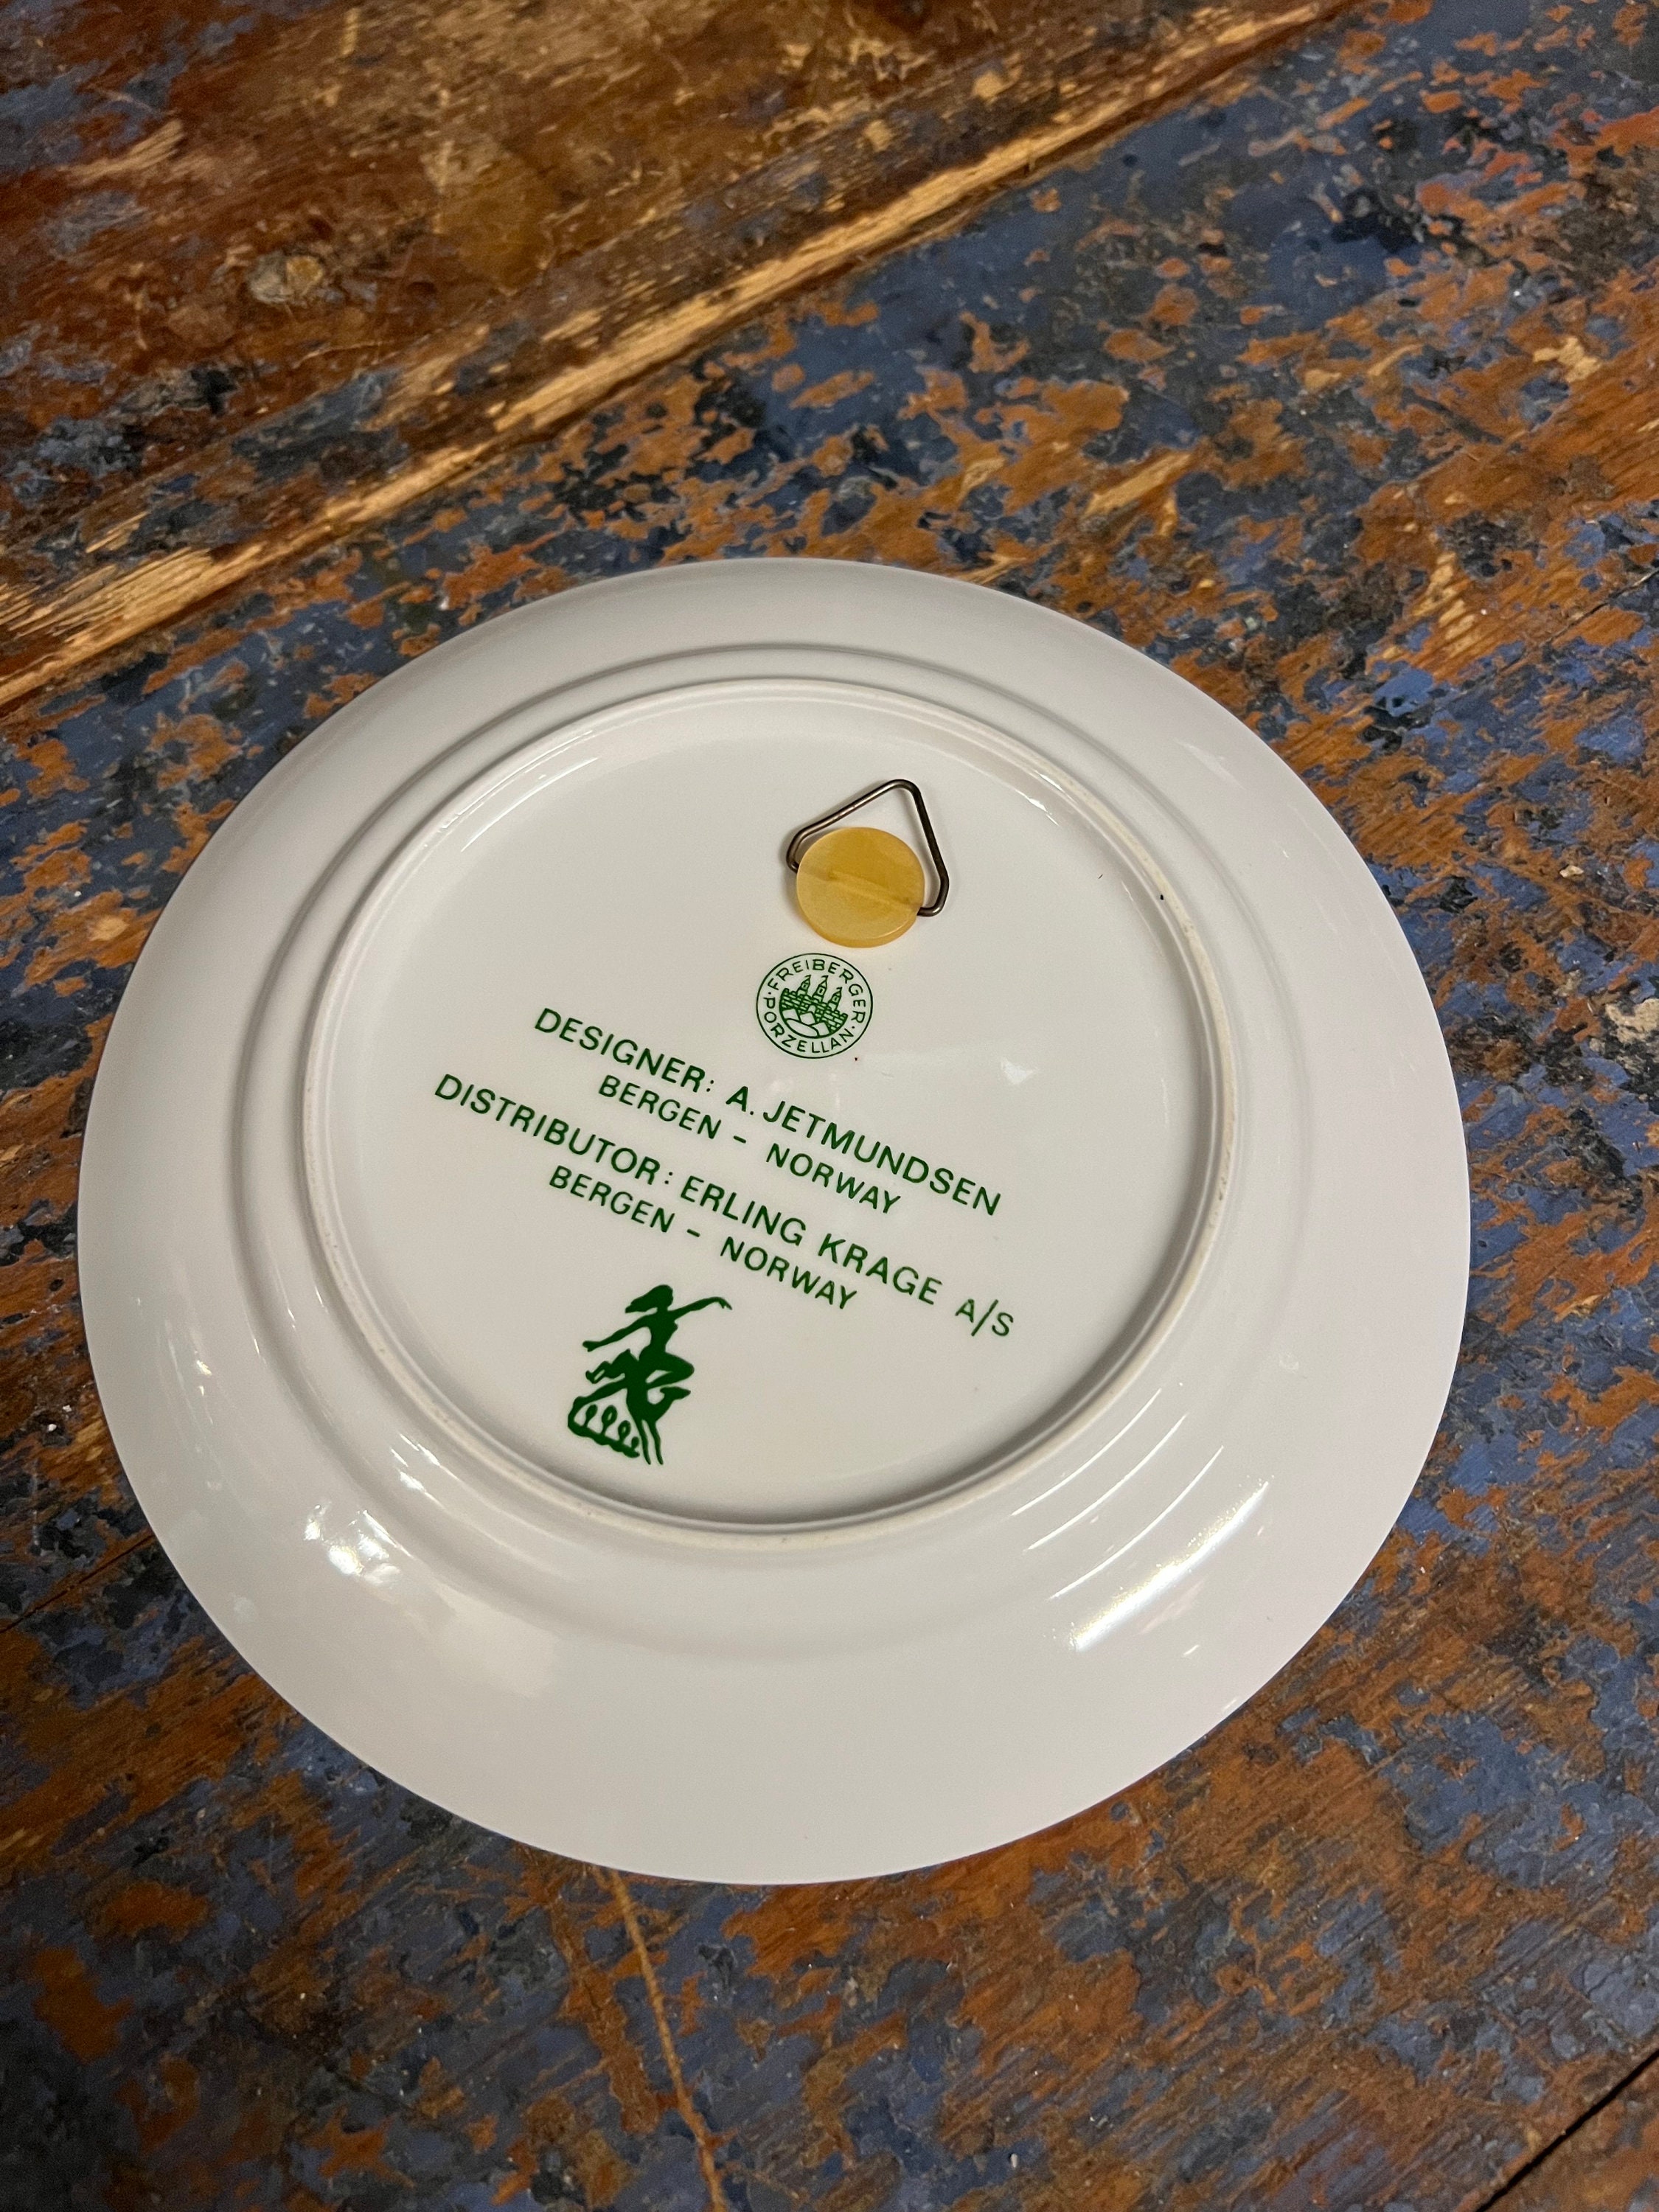 FREIBERGER · PORZELLAN ·
DESIGNER: A. JETMUNDSEN
BERGEN – NORWAY
DISTRIBUTOR: ERLING KRAGE A/S
BERGEN – NORWAY